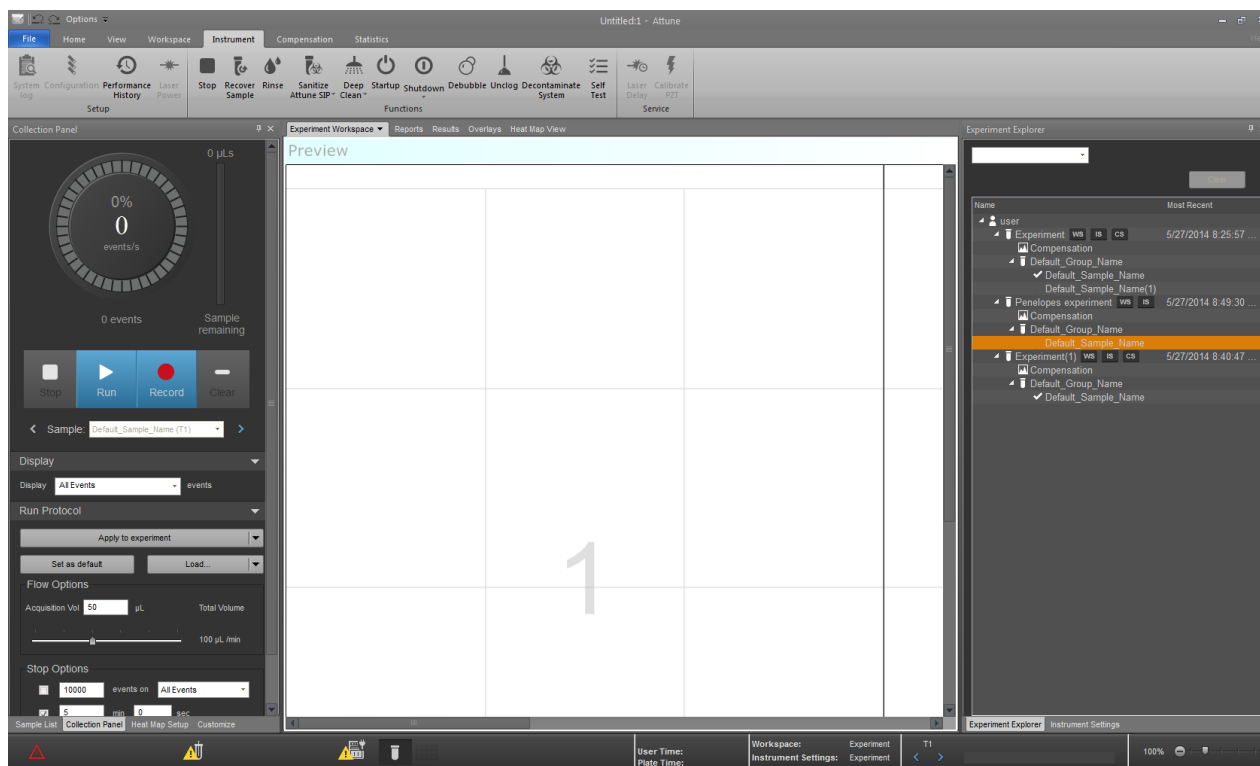 Options
Untitled:1 - Attune
File Home View Workspace Instrument Compensation Statistics
System log
Configuration
Performance History
Laser Power
Setup
Stop
Recover Sample
Rinse
Sanitize Attune SIP
Deep Clean
Startup
Shutdown
Debubble
Unclog
Decontaminate System
Self Test
Functions
Laser Delay
Calibrate PZT
Service
Collection Panel
0 µLs
0%
0
events/s
0 events
Sample remaining
Stop Run Record Clear
Sample: Default_Sample_Name (T1)
Display
Display All Events events
Run Protocol
Apply to experiment
Set as default Load...
Flow Options
Acquisition Vol 50 µL Total Volume
100 µL /min
Stop Options
10000 events on All Events
5 min 0 sec
Sample List Collection Panel Heat Map Setup Customize
Experiment Workspace Reports Results Overlays Heat Map View
Preview
1
Experiment Explorer
Clear
Name Most Recent
user
Experiment WS IS CS 5/27/2014 8:25:57 ...
Compensation
Default_Group_Name
Default_Sample_Name
Default_Sample_Name(1)
Penelopes experiment WS IS 5/27/2014 8:49:30 ...
Compensation
Default_Group_Name
Default_Sample_Name
Experiment(1) WS IS CS 5/27/2014 8:40:47 ...
Compensation
Default_Group_Name
Default_Sample_Name
Experiment Explorer Instrument Settings
User Time:
Plate Time:
Workspace: Experiment
Instrument Settings: Experiment
T1
100%